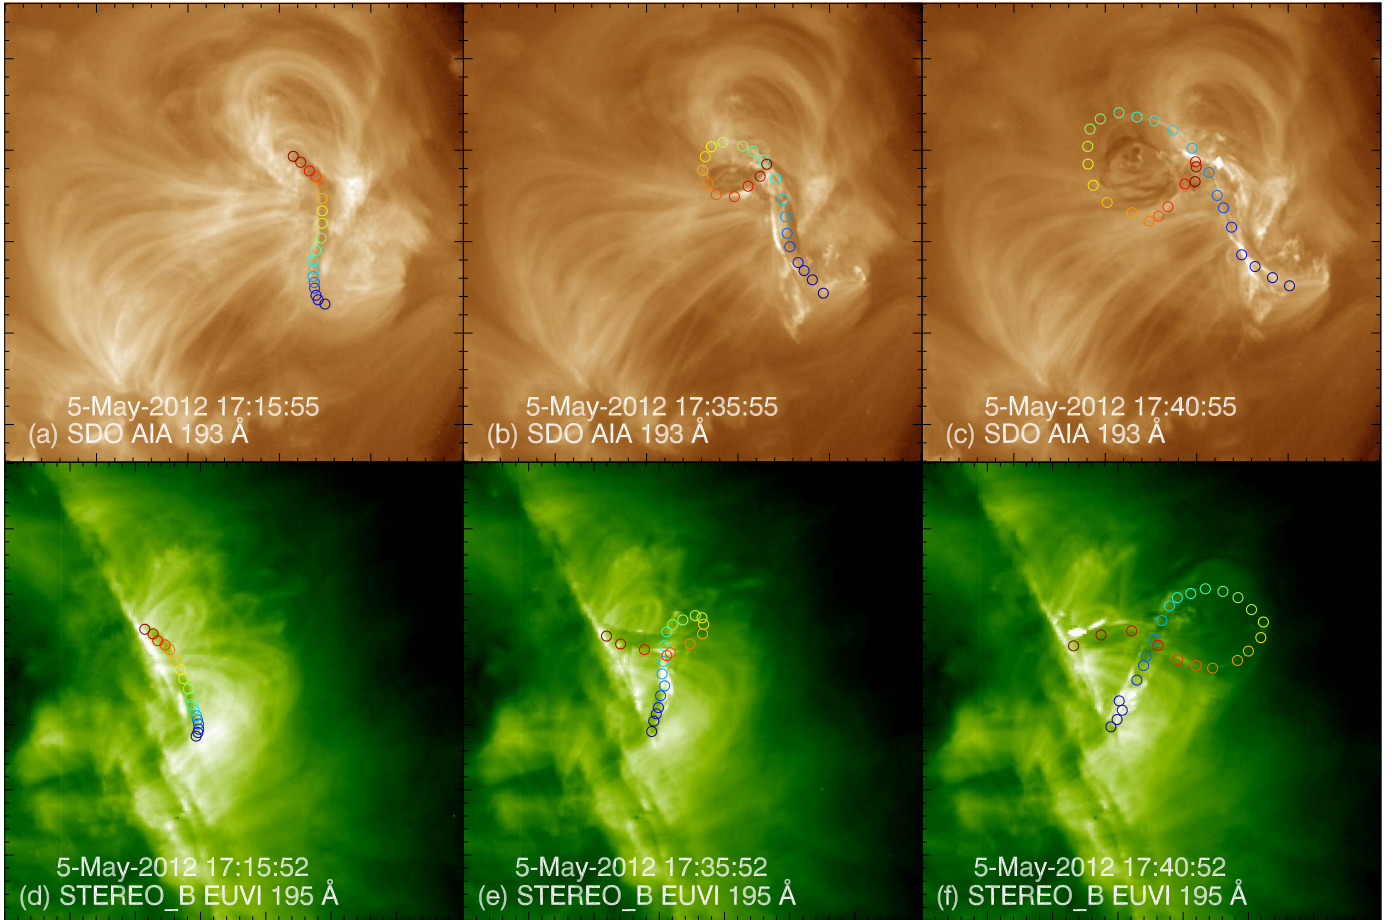 5-May-2012 17:15:55
(a) SDO AIA 193 Å
5-May-2012 17:35:55
(b) SDO AIA 193 Å
5-May-2012 17:40:55
(c) SDO AIA 193 Å
5-May-2012 17:15:52
(d) STEREO_B EUVI 195 Å
5-May-2012 17:35:52
(e) STEREO_B EUVI 195 Å
5-May-2012 17:40:52
(f) STEREO_B EUVI 195 Å